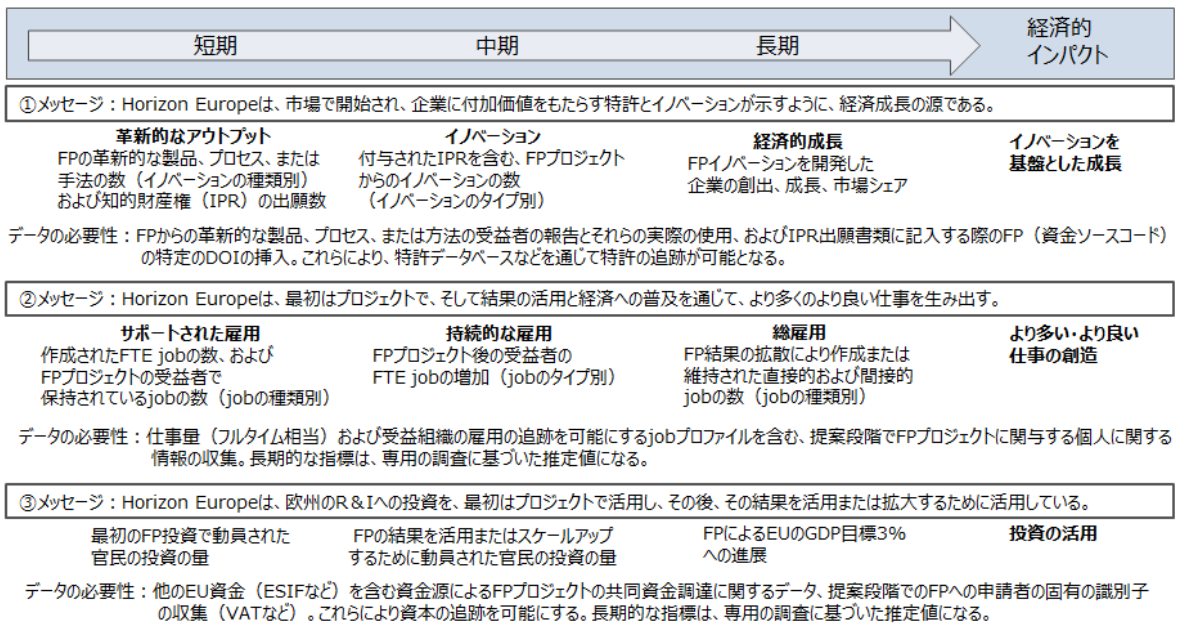 短期 中期 長期 経済的
インパクト
①メッセージ：Horizon Europeは、市場で開始され、企業に付加価値をもたらす特許とイノベーションが示すように、経済成長の源である。
革新的なアウトプット
FPの革新的な製品、プロセス、または
手法の数（イノベーションの種類別）
および知的財産権（IPR）の出願数
イノベーション
付与されたIPRを含む、FPプロジェクト
からのイノベーションの数
（イノベーションのタイプ別）
経済的成長
FPイノベーションを開発した
企業の創出、成長、市場シェア
イノベーションを
基盤とした成長
データの必要性：FPからの革新的な製品、プロセス、または方法の受益者の報告とそれらの実際の使用、およびIPR出願書類に記入する際のFP（資金ソースコード）
の特定のDOIの挿入。これらにより、特許データベースなどを通じて特許の追跡が可能となる。
②メッセージ：Horizon Europeは、最初はプロジェクトで、そして結果の活用と経済への普及を通じて、より多くのより良い仕事を生み出す。
サポートされた雇用
作成されたFTE jobの数、および
FPプロジェクトの受益者で
保持されているjobの数（jobの種類別）
持続的な雇用
FPプロジェクト後の受益者の
FTE jobの増加（jobのタイプ別）
総雇用
FP結果の拡散により作成または
維持された直接的および間接的
jobの数（jobの種類別）
より多い・より良い
仕事の創造
データの必要性：仕事量（フルタイム相当）および受益組織の雇用の追跡を可能にするjobプロファイルを含む、提案段階でFPプロジェクトに関与する個人に関する
情報の収集。長期的な指標は、専用の調査に基づいた推定値になる。
③メッセージ：Horizon Europeは、欧州のR＆Iへの投資を、最初はプロジェクトで活用し、その後、その結果を活用または拡大するために活用している。
最初のFP投資で動員された
官民の投資の量
FPの結果を活用またはスケールアップ
するために動員された官民の投資の量
FPによるEUのGDP目標3％
への進展
投資の活用
データの必要性：他のEU資金（ESIFなど）を含む資金源によるFPプロジェクトの共同資金調達に関するデータ、提案段階でのFPへの申請者の固有の識別子
の収集（VATなど）。これらにより資本の追跡を可能にする。長期的な指標は、専用の調査に基づいた推定値になる。